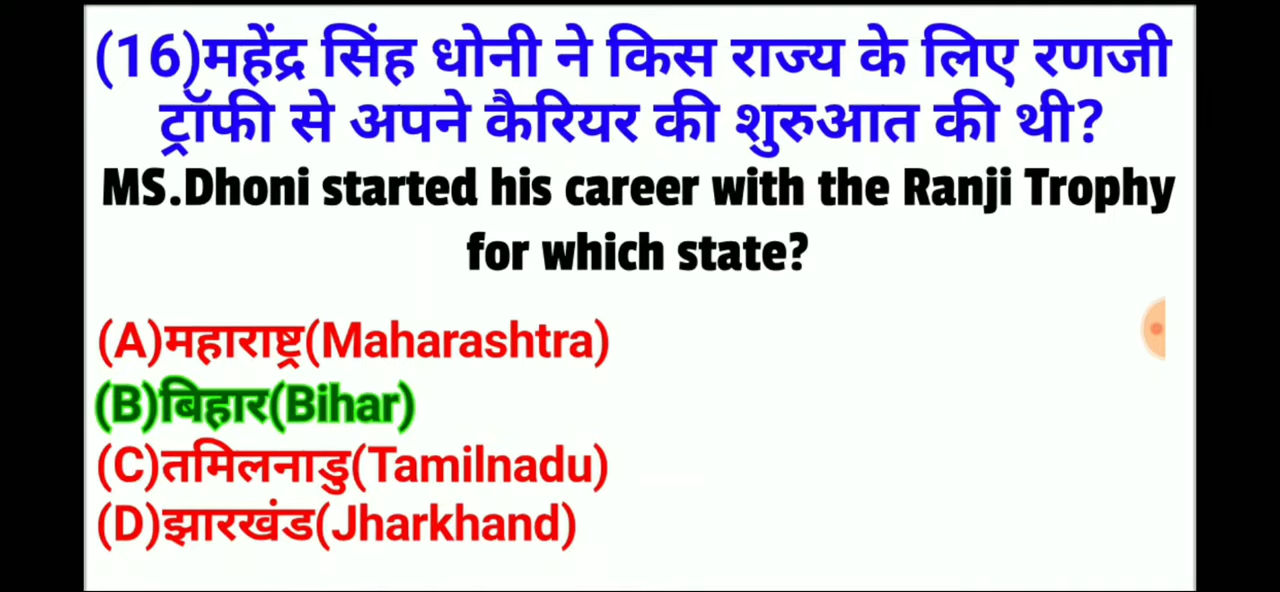 (16)महेंद्र सिंह धोनी ने किस राज्य के लिए रणजी
ट्रॉफी से अपने कैरियर की शुरुआत की थी?
MS.Dhoni started his career with the Ranji Trophy
for which state?
(A)महाराष्ट्र(Maharashtra)
(B)बिहार(Bihar)
(C)तमिलनाडु(Tamilnadu)
(D)झारखंड(Jharkhand)